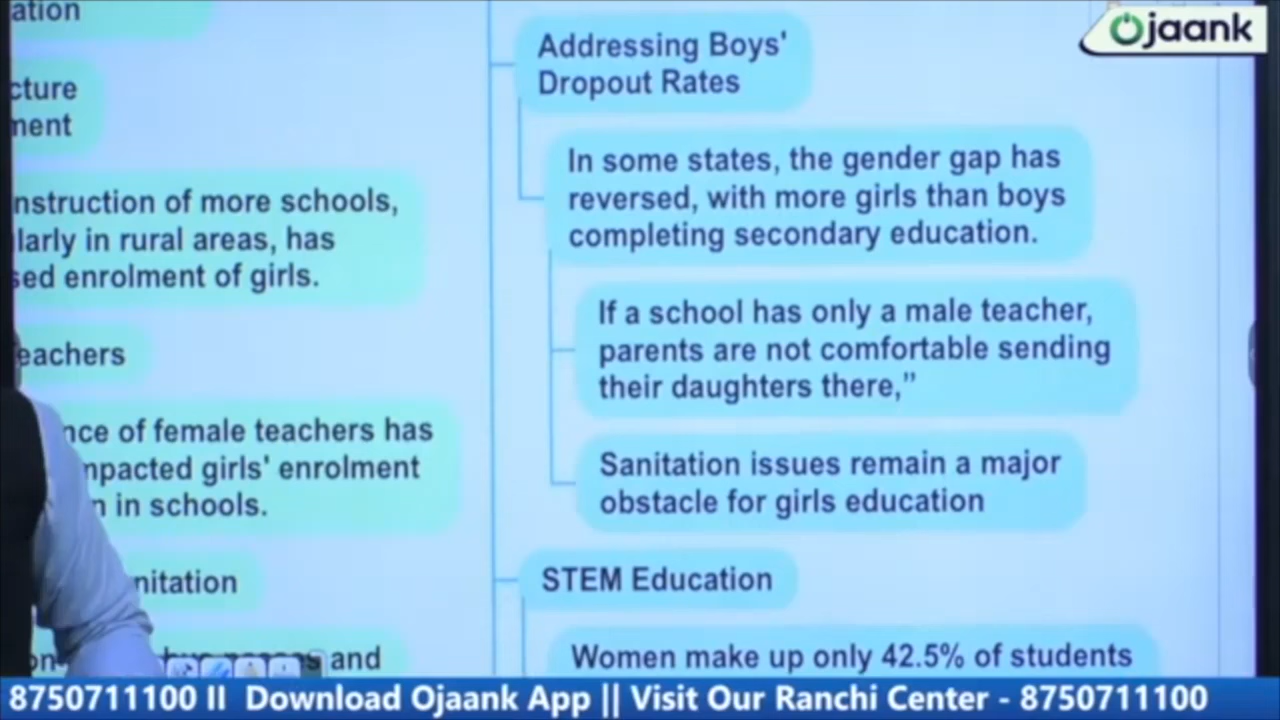 ation
cture
ment
nstruction of more schools,
larly in rural areas, has
sed enrolment of girls.
eachers
nce of female teachers has
mpacted girls' enrolment
n in schools.
nitation
and
Addressing Boys'
Dropout Rates
In some states, the gender gap has
reversed, with more girls than boys
completing secondary education.
If a school has only a male teacher,
parents are not comfortable sending
their daughters there,”
Sanitation issues remain a major
obstacle for girls education
STEM Education
Women make up only 42.5% of students
Ojaank
8750711100 II Download Ojaank App || Visit Our Ranchi Center - 8750711100